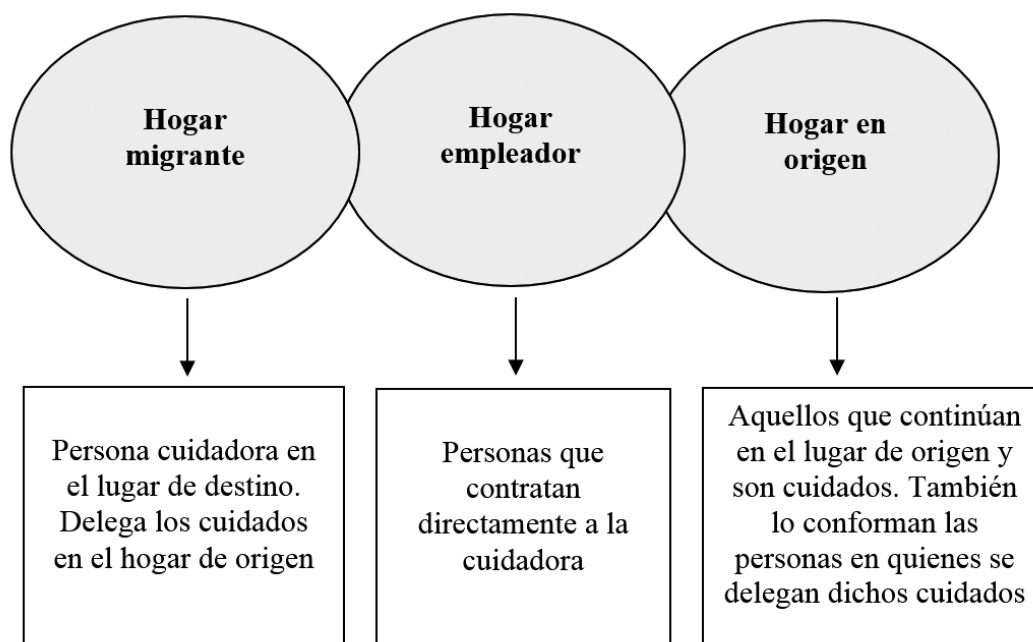 Hogar
migrante
Hogar
empleador
Hogar en
origen
Persona cuidadora en
el lugar de destino.
Delega los cuidados
en el hogar de origen
Personas que
contratan
directamente a la
cuidadora
Aquellos que continúan
en el lugar de origen y
son cuidados. También
lo conforman las
personas en quienes se
delegan dichos cuidados